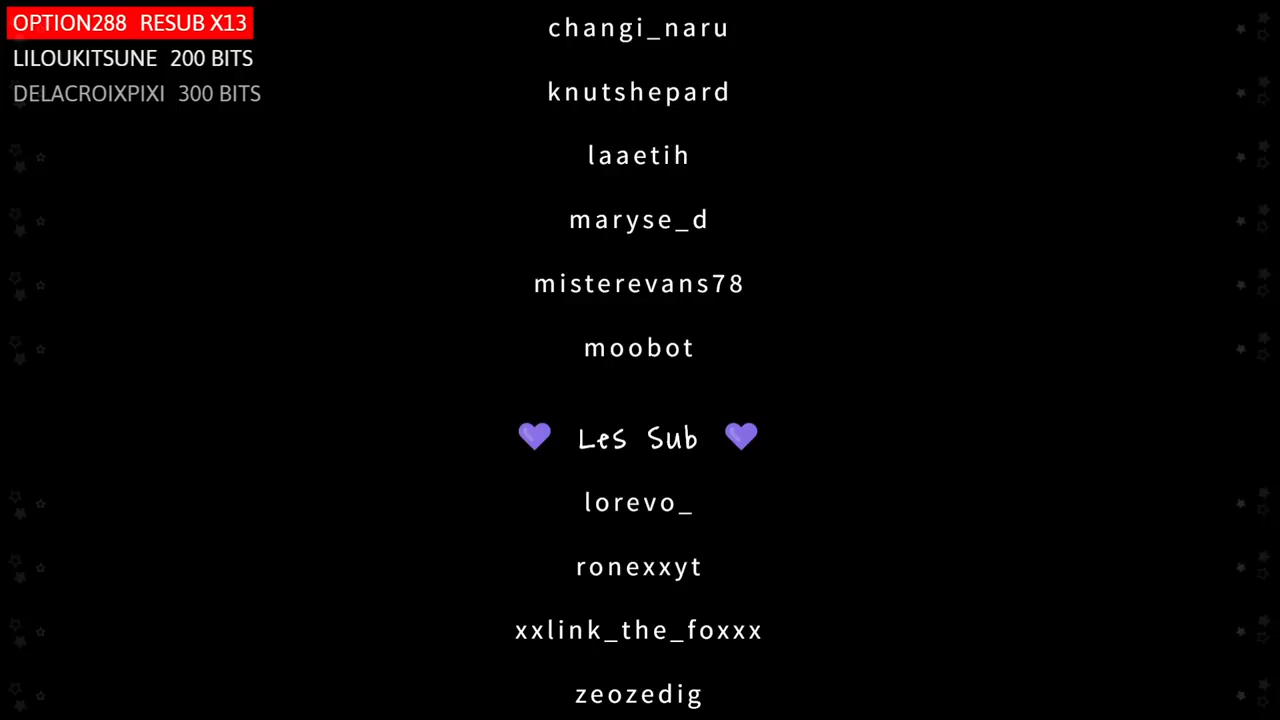 OPTION288 RESUB X13
LILOUKITSUNE 200 BITS
DELACROIXPIXI 300 BITS
changi_naru
knutshepard
laaetih
maryse_d
misterevans78
moobot
💜 Les Sub 💜
lorevo_
ronexxyt
xxlink_the_foxxx
zeozedig